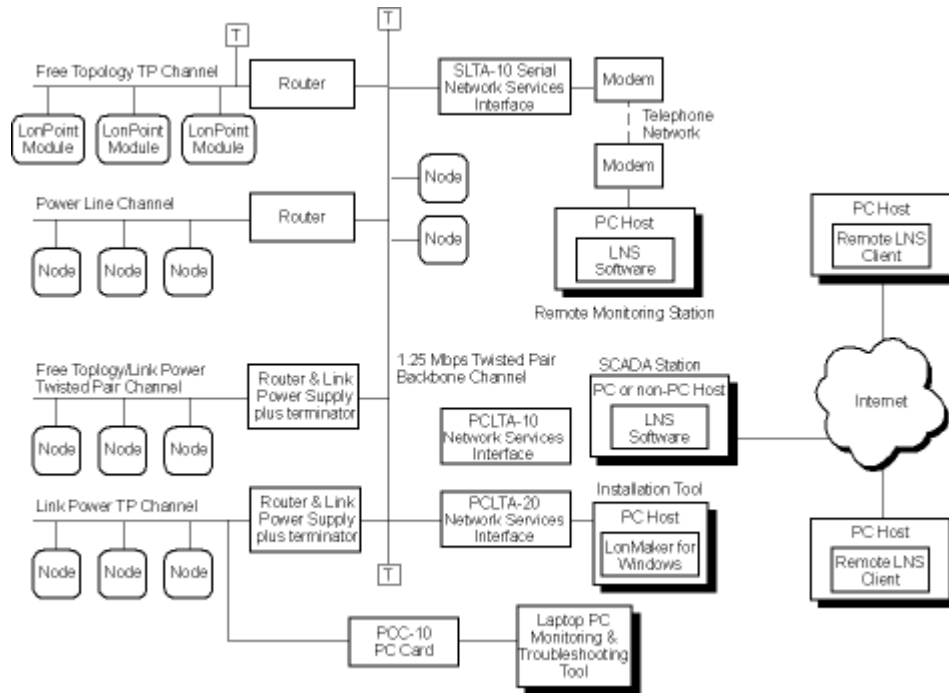 T
T
Free Topology TP Channel
Router
SLTA-10 Serial
Network Services
Interface
Modem
Telephone
Network
LonPoint
Module
LonPoint
Module
LonPoint
Module
Modem
Node
Power Line Channel
Router
Node
PC Host
LNS
Software
PC Host
Remote LNS
Client
Node
Node
Node
Remote Monitoring Station
1.25 Mbps Twisted Pair
Backbone Channel
SCADA Station
Free Toplogy/Link Power
Twisted Pair Channel
Router & Link
Power Supply
plus terminator
PC or non-PC Host
LNS
Software
Internet
PCLTA-10
Network Services
Interface
Node
Node
Node
Installation Tool
Link Power TP Channel
Router & Link
Power Supply
plus terminator
PCLTA-20
Network Services
Interface
PC Host
LonMaker for
Windows
PC Host
Remote LNS
Client
Node
Node
Node
T
PCC-10
PC Card
Laptop PC
Monitoring &
Troubleshooting
Tool